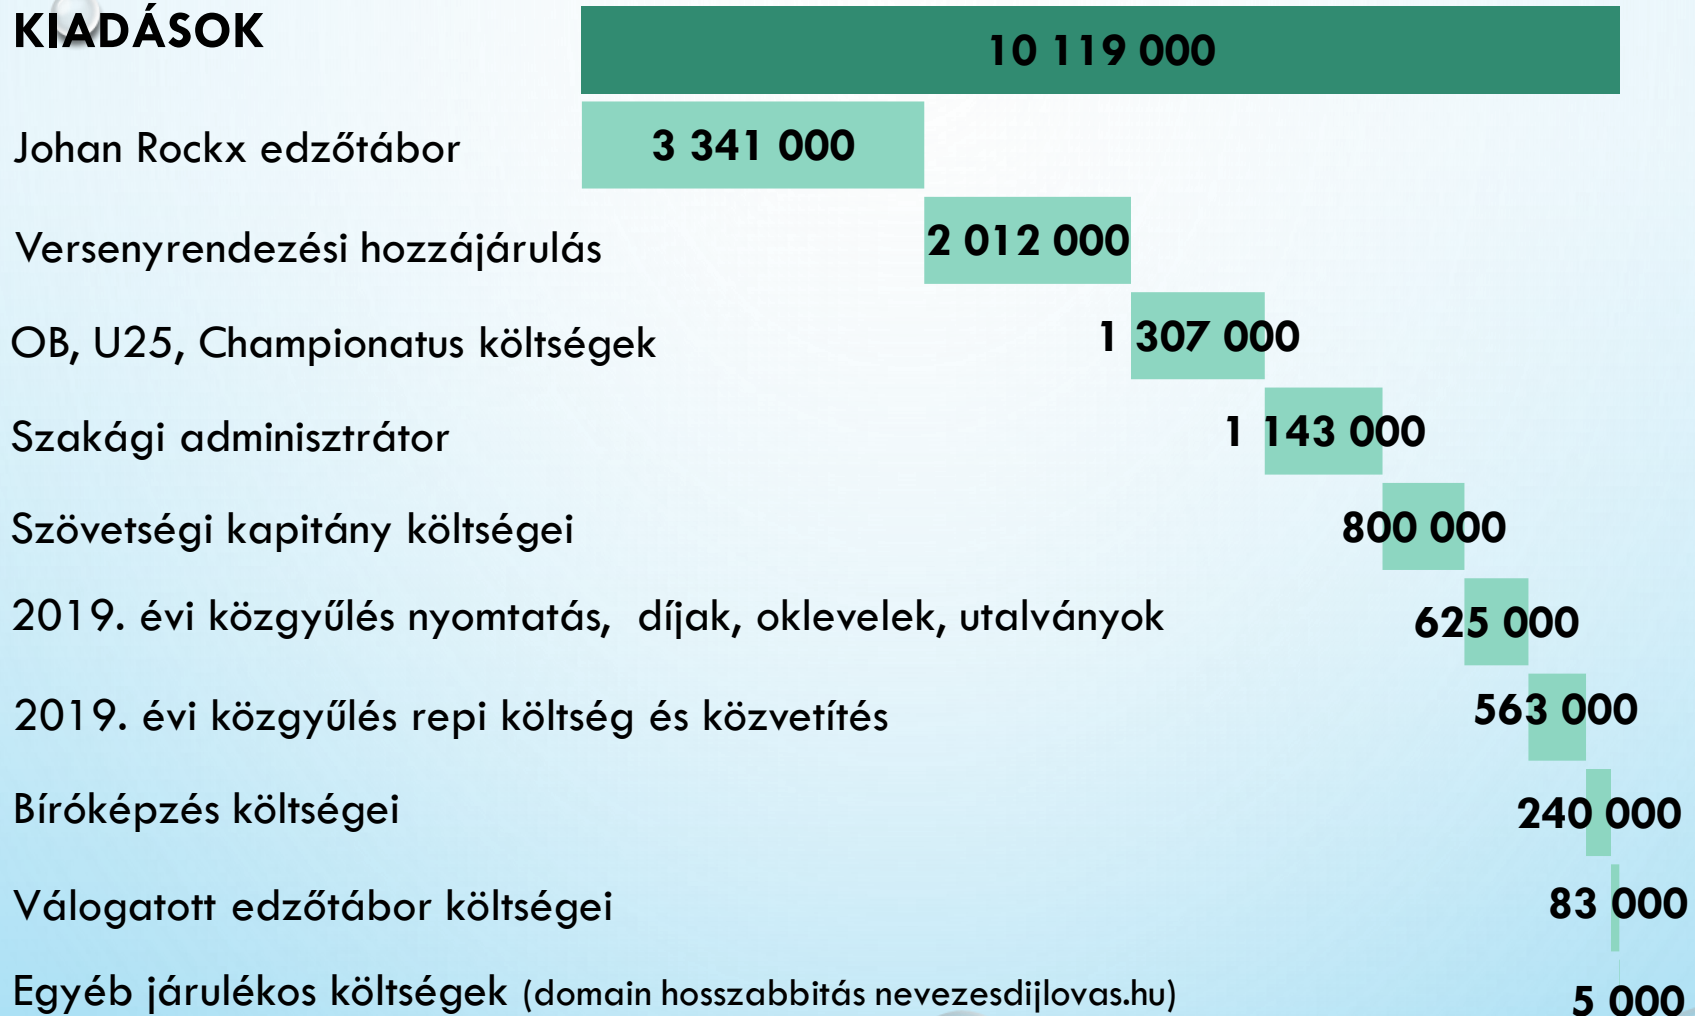 KIADÁSOK
10 119 000
Johan Rockx edzőtábor 3 341 000
Versenyrendezési hozzájárulás 2 012 000
OB, U25, Championatus költségek 1 307 000
Szakági adminisztrátor 1 143 000
Szövetségi kapitány költségei 800 000
2019. évi közgyűlés nyomtatás, díjak, oklevelek, utalványok 625 000
2019. évi közgyűlés repi költség és közvetítés 563 000
Bíróképzés költségei 240 000
Válogatott edzőtábor költségei 83 000
Egyéb járulékos költségek (domain hosszabbitás nevezesdijlovas.hu) 5 000